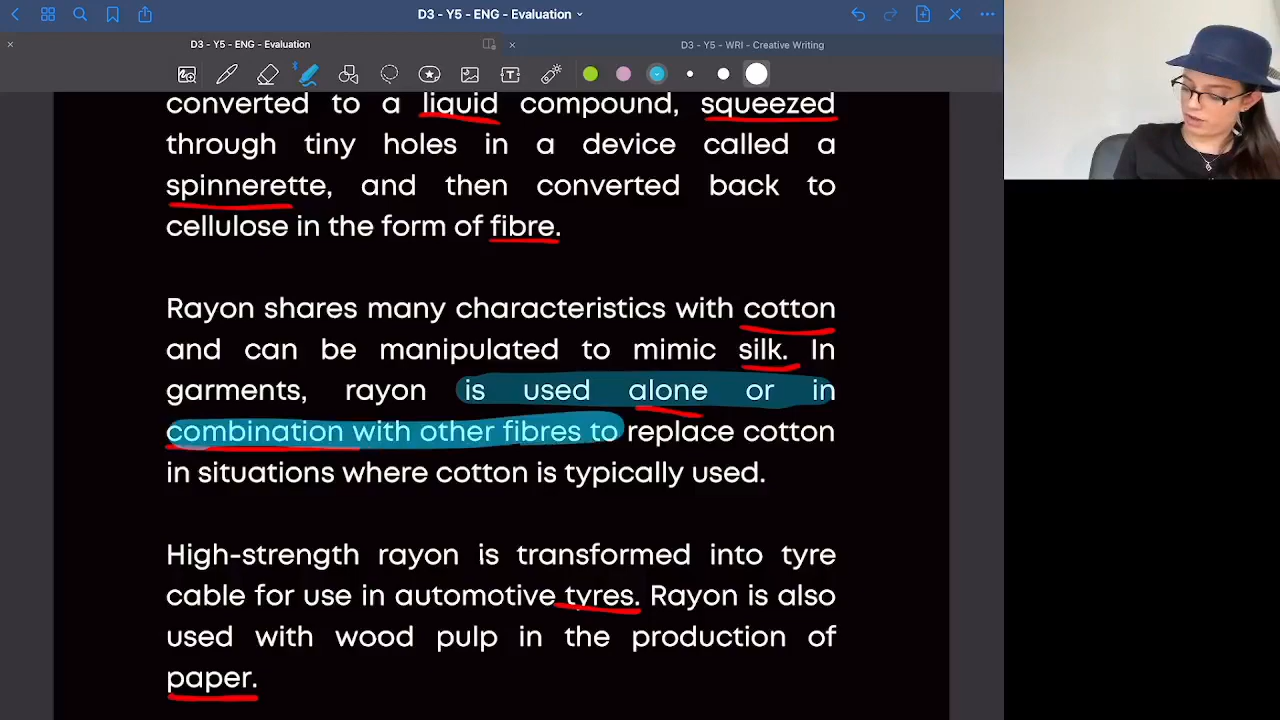 D3 - Y5 - ENG - Evaluation
D3 - Y5 - ENG - Evaluation
D3 - Y5 - WRI - Creative Writing
converted to a liquid compound, squeezed
through tiny holes in a device called a
spinnerette, and then converted back to
cellulose in the form of fibre.
Rayon shares many characteristics with cotton
and can be manipulated to mimic silk. In
garments, rayon is used alone or in
combination with other fibres to replace cotton
in situations where cotton is typically used.
High-strength rayon is transformed into tyre
cable for use in automotive tyres. Rayon is also
used with wood pulp in the production of
paper.